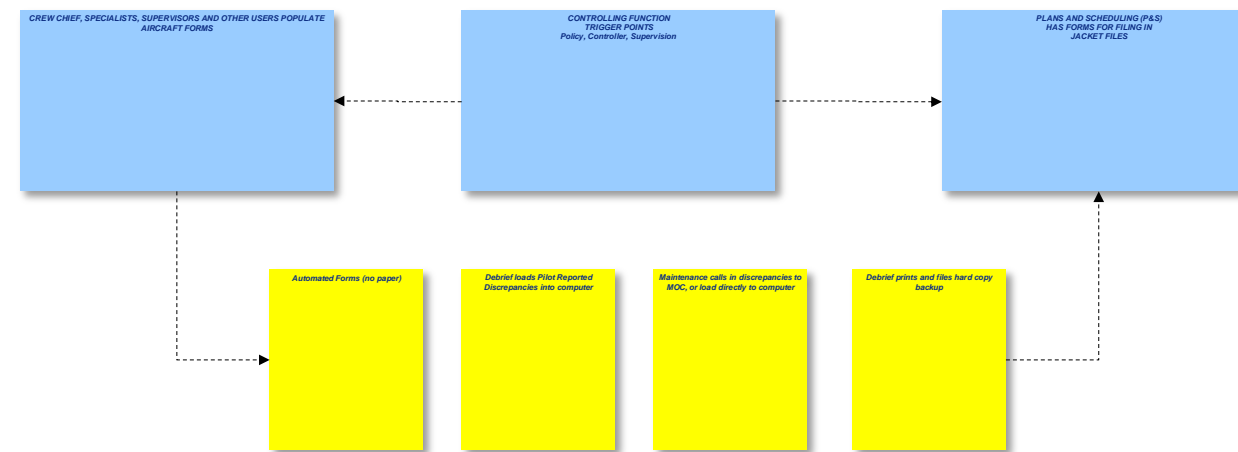 CREW CHIEF, SPECIALISTS, SUPERVISORS AND OTHER USERS POPULATE
AIRCRAFT FORMS
CONTROLLING FUNCTION
TRIGGER POINTS
Policy, Controller, Supervision
PLANS AND SCHEDULING (P&S)
HAS FORMS FOR FILING IN
JACKET FILES
Automated Forms (no paper)
Debrief loads Pilot Reported
Discrepancies into computer
Maintenance calls in discrepancies to
MOC, or load directly to computer
Debrief prints and files hard copy
backup